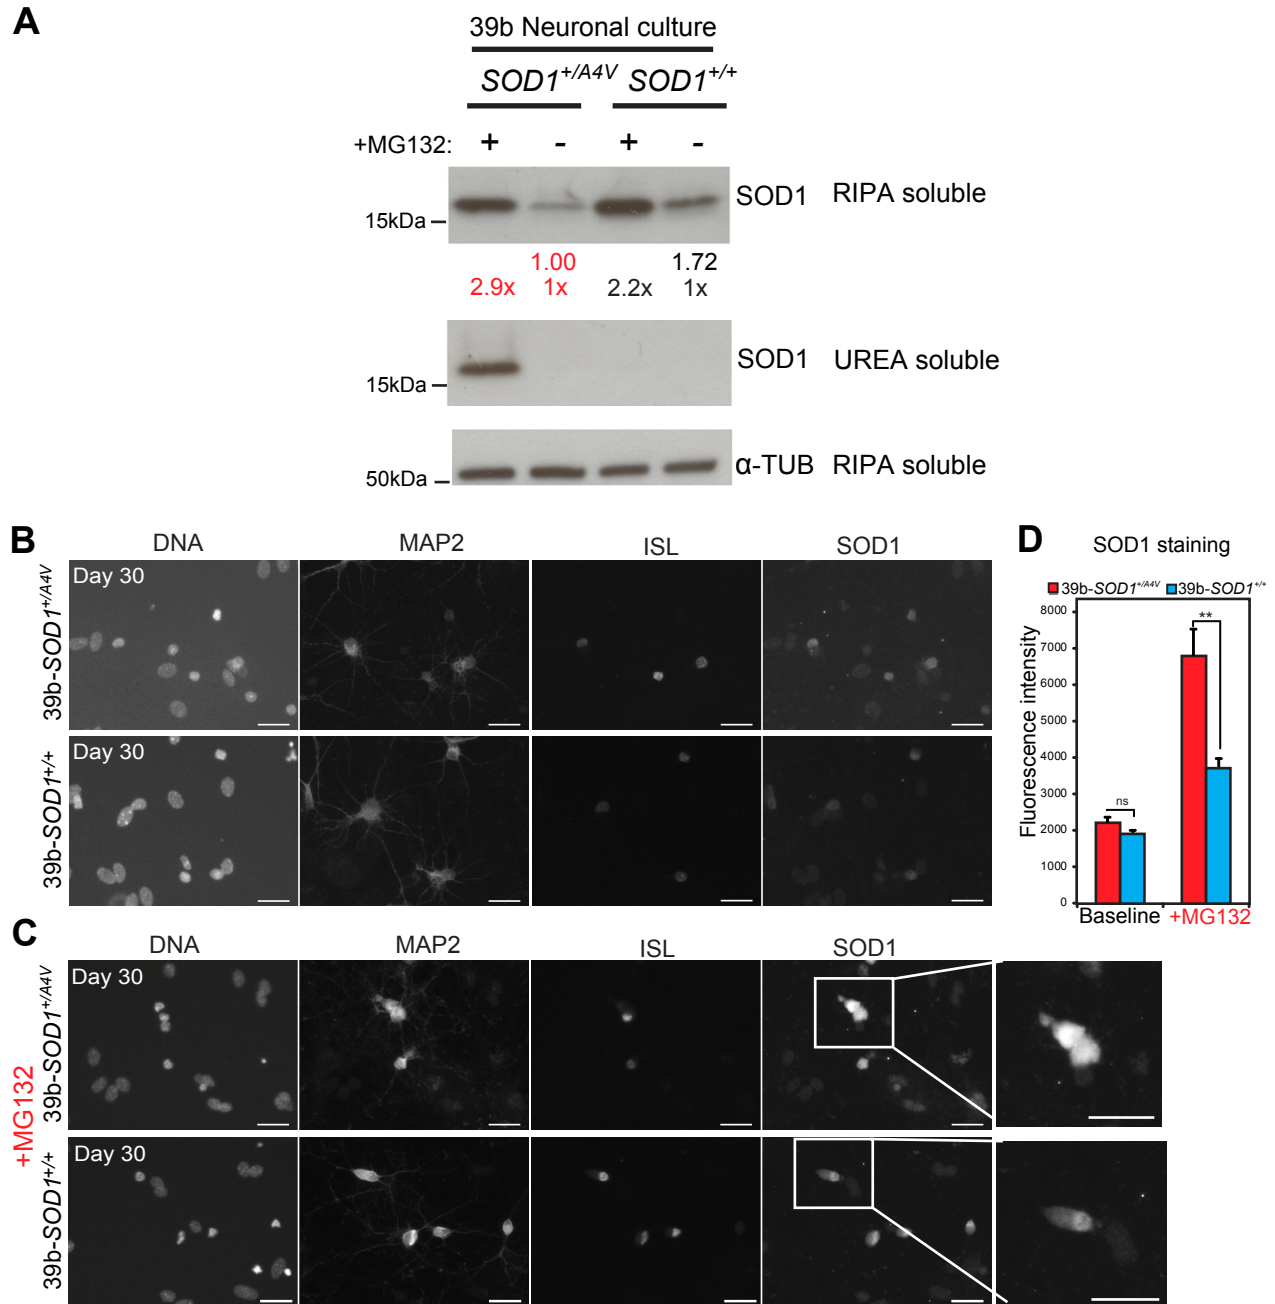 A
39b Neuronal culture
SOD1+/A4V SOD1+/+
+MG132: + - + -
SOD1 RIPA soluble
15kDa
1.00 1.72
2.9x 1x 2.2x 1x
SOD1 UREA soluble
15kDa
α-TUB RIPA soluble
50kDa
B
DNA MAP2 ISL SOD1
39b-SOD1+/A4V
Day 30
39b-SOD1+/+
Day 30
C
DNA MAP2 ISL SOD1
+MG132
39b-SOD1+/A4V
Day 30
39b-SOD1+/+
Day 30
D
SOD1 staining
39b-SOD1+/A4V 39b-SOD1+/+
Fluorescence intensity
8000
7000
6000
5000
4000
3000
2000
1000
0
**
ns
Baseline +MG132